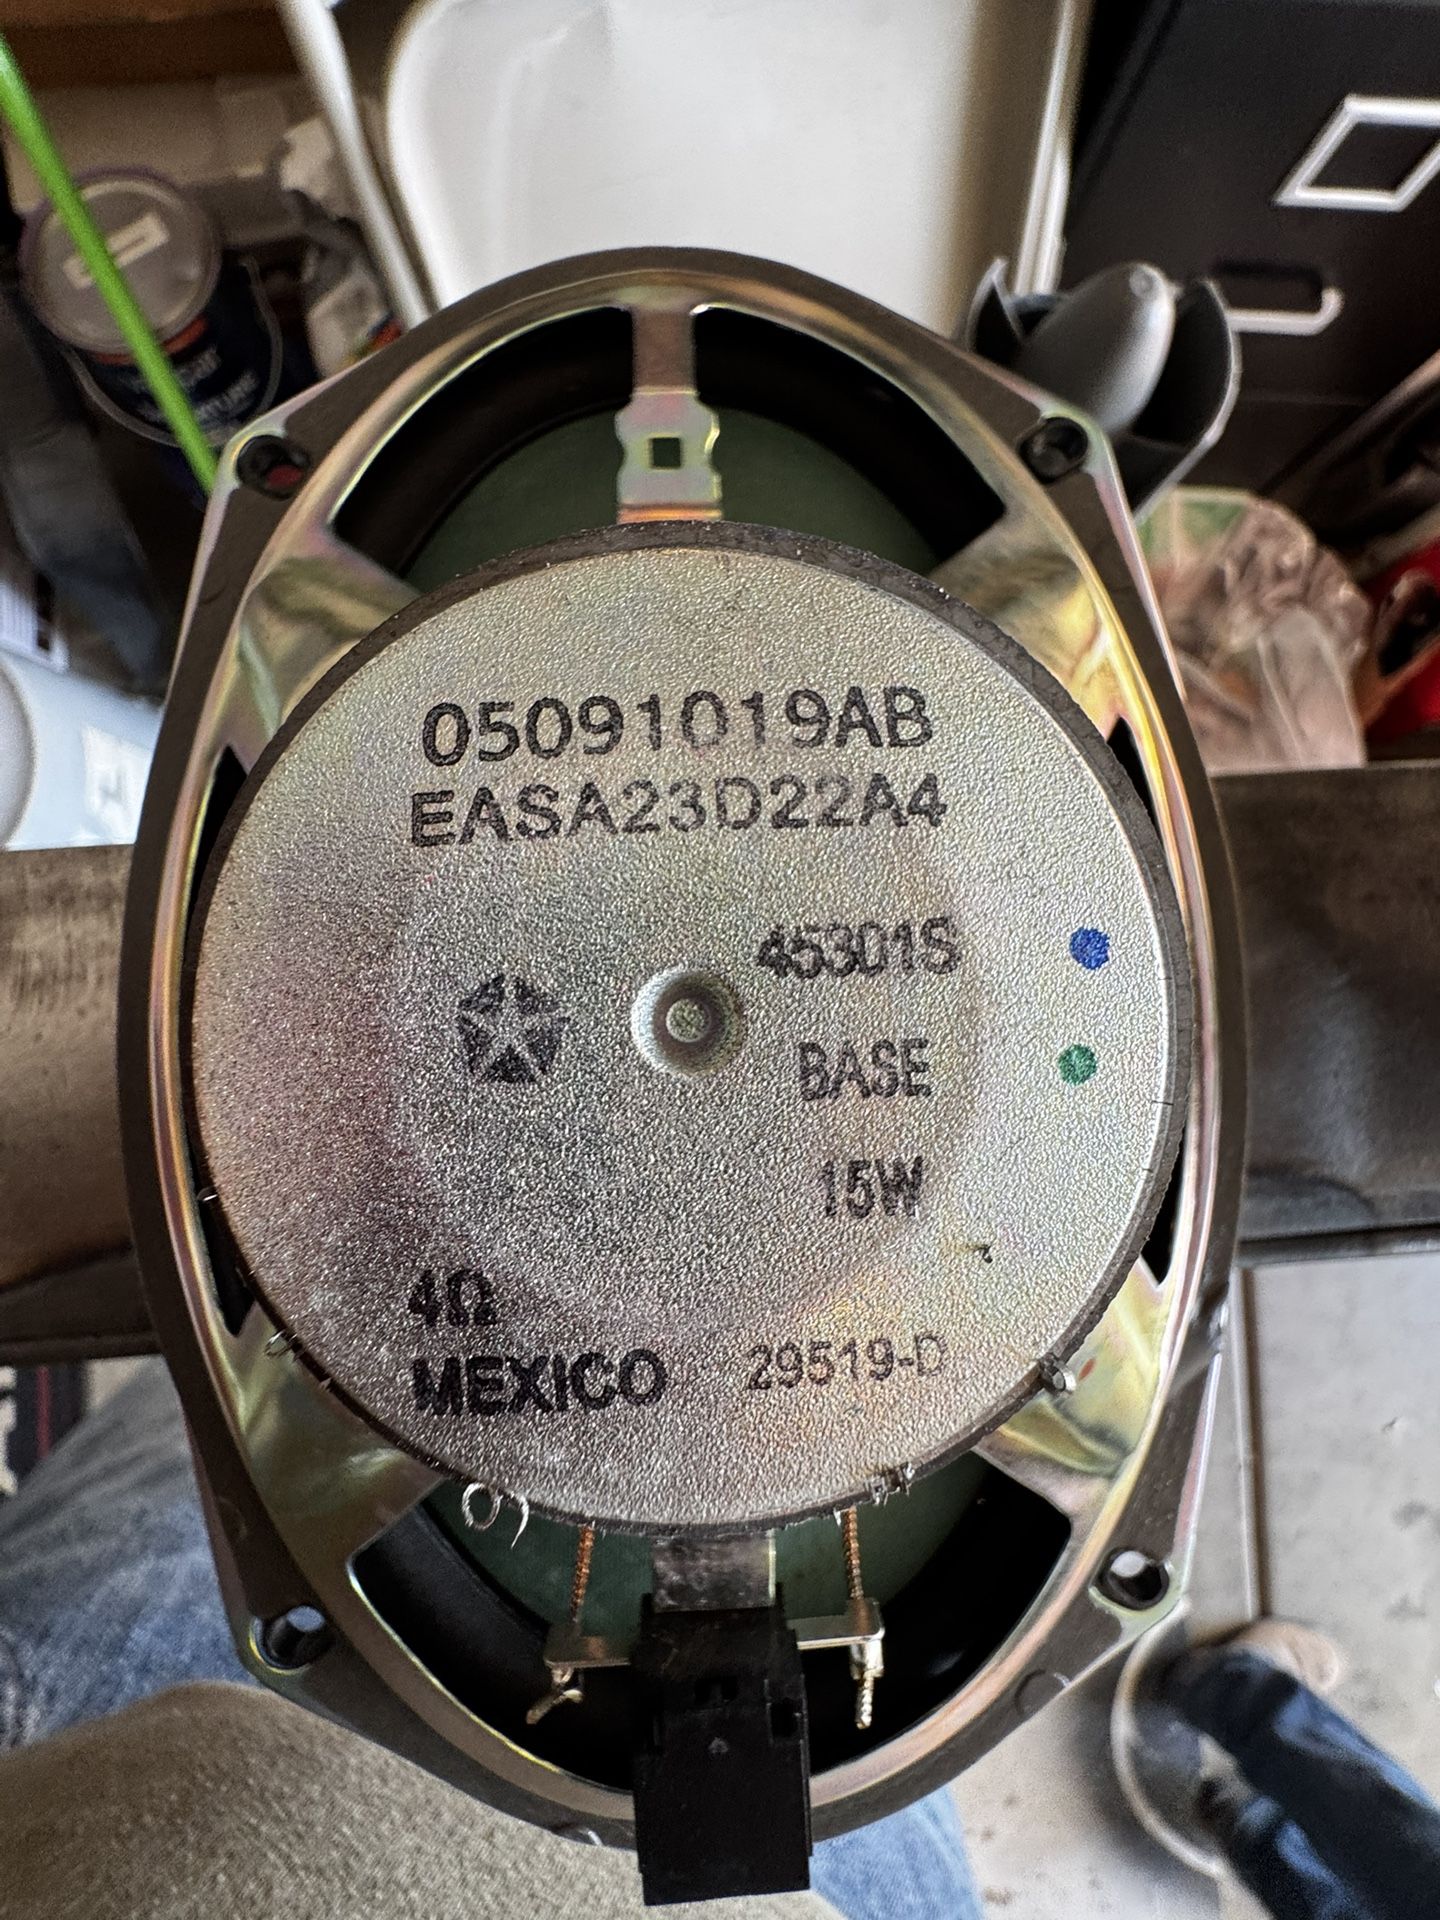 05091019AB
EASA23D22A4
45301S
BASE
15W
4Ω
MEXICO
29519-D